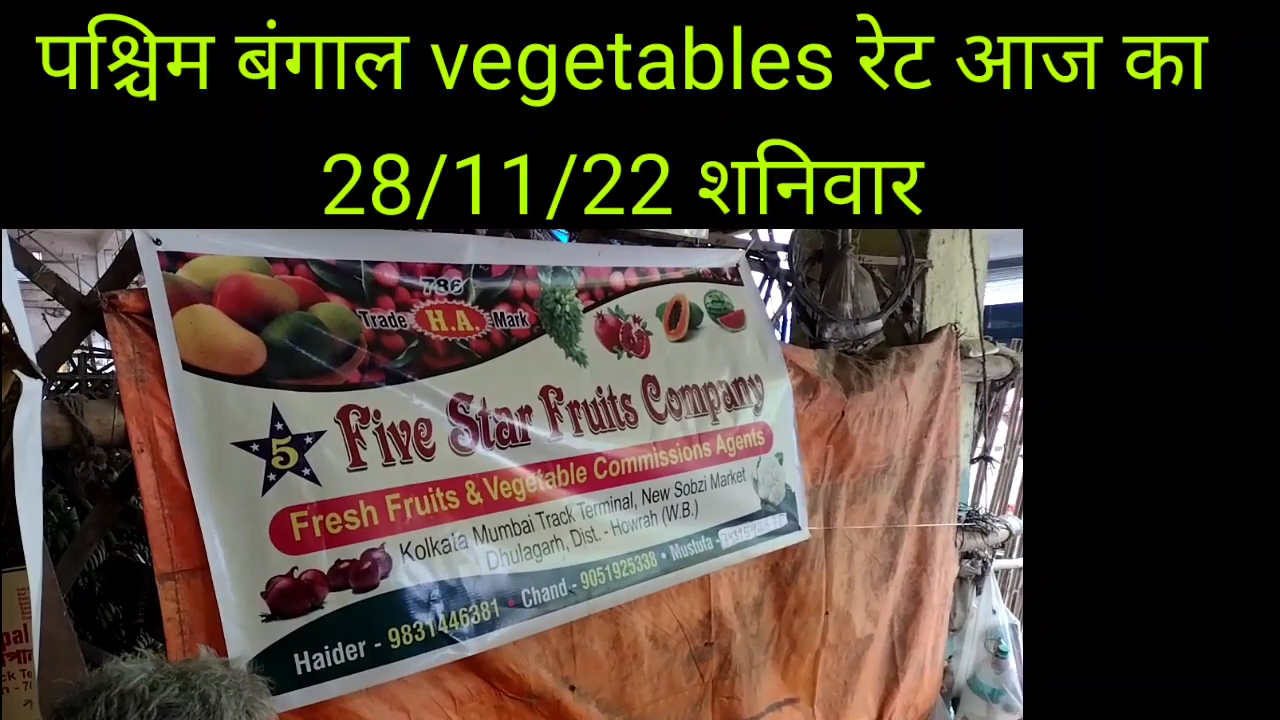 पश्चिम बंगाल vegetables रेट आज का
28/11/22 शनिवार
786
Trade H.A. Mark
5 Five Star Fruits Company
Fresh Fruits & Vegetable Commissions Agents
Kolkata Mumbai Track Terminal, New Sobzi Market
Dhulagarh, Dist. - Howrah (W.B.)
Haider - 9831446381 • Chand - 9051925338 • Mustufa -